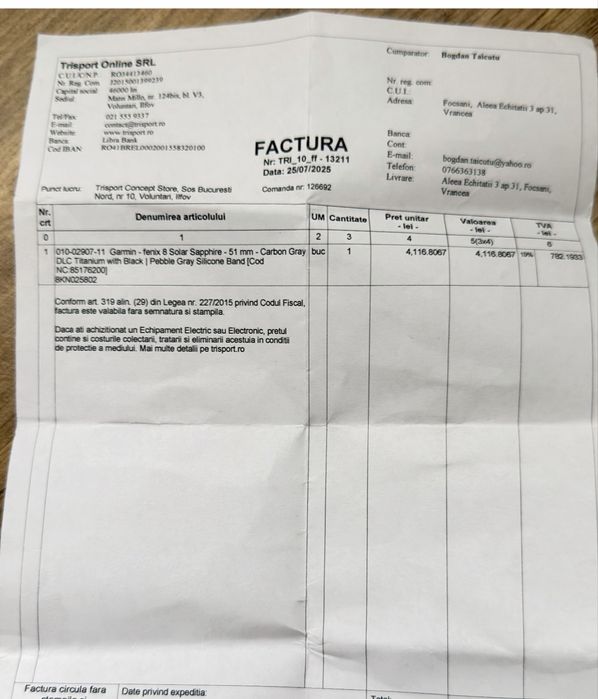 Trisport Online SRL
C.U.I./C.N.P. RO34413460
Nr. Reg. Com. J2015001399239
Capital social 46000 lei
Sediul: Mann Millo, nr. 124bis, bl. V3,
Voluntari, Ilfov
Tel/Fax 021 555 9337
E-mail: contact@trisport.ro
Website: www.trisport.ro
Banca: Libra Bank
Cod IBAN RO41BREL0002001558320100
Cumparator: Bogdan Taicutu
Nr. reg. com:
C.U.I.:
Adresa: Focsani, Aleea Echitatii 3 ap 31,
Vrancea
Banca:
Cont:
E-mail: bogdan.taicutu@yahoo.ro
Telefon: 0766363138
Livrare: Aleea Echitatii 3 ap.31, Focsani,
Vrancea
FACTURA
Nr: TRI_10_ff - 13211
Data: 25/07/2025
Punct lucru: Trisport Concept Store, Sos Bucuresti
Nord, nr 10, Voluntari, Ilfov
Comanda nr: 126692
Nr.
crt
Denumirea articolului
UM
Cantitate
Pret unitar
- lei -
Valoarea
- lei -
TVA
- lei -
0 1 2 3 4 5(3x4) 6
1 010-02907-11 Garmin - fenix 8 Solar Sapphire - 51 mm - Carbon Gray buc 1 4,116.8067 4,116.8067 19% 782.1933
DLC Titanium with Black | Pebble Gray Silicone Band [Cod
NC:85176200]
8KN025802
Conform art. 319 alin. (29) din Legea nr. 227/2015 privind Codul Fiscal,
factura este valabila fara semnatura si stampila.
Daca ati achizitionat un Echipament Electric sau Electronic, pretul
contine si costurile colectarii, tratarii si eliminarii acestuia in conditii
de protectie a mediului. Mai multe detalii pe trisport.ro
Factura circula fara
Date privind expeditia: